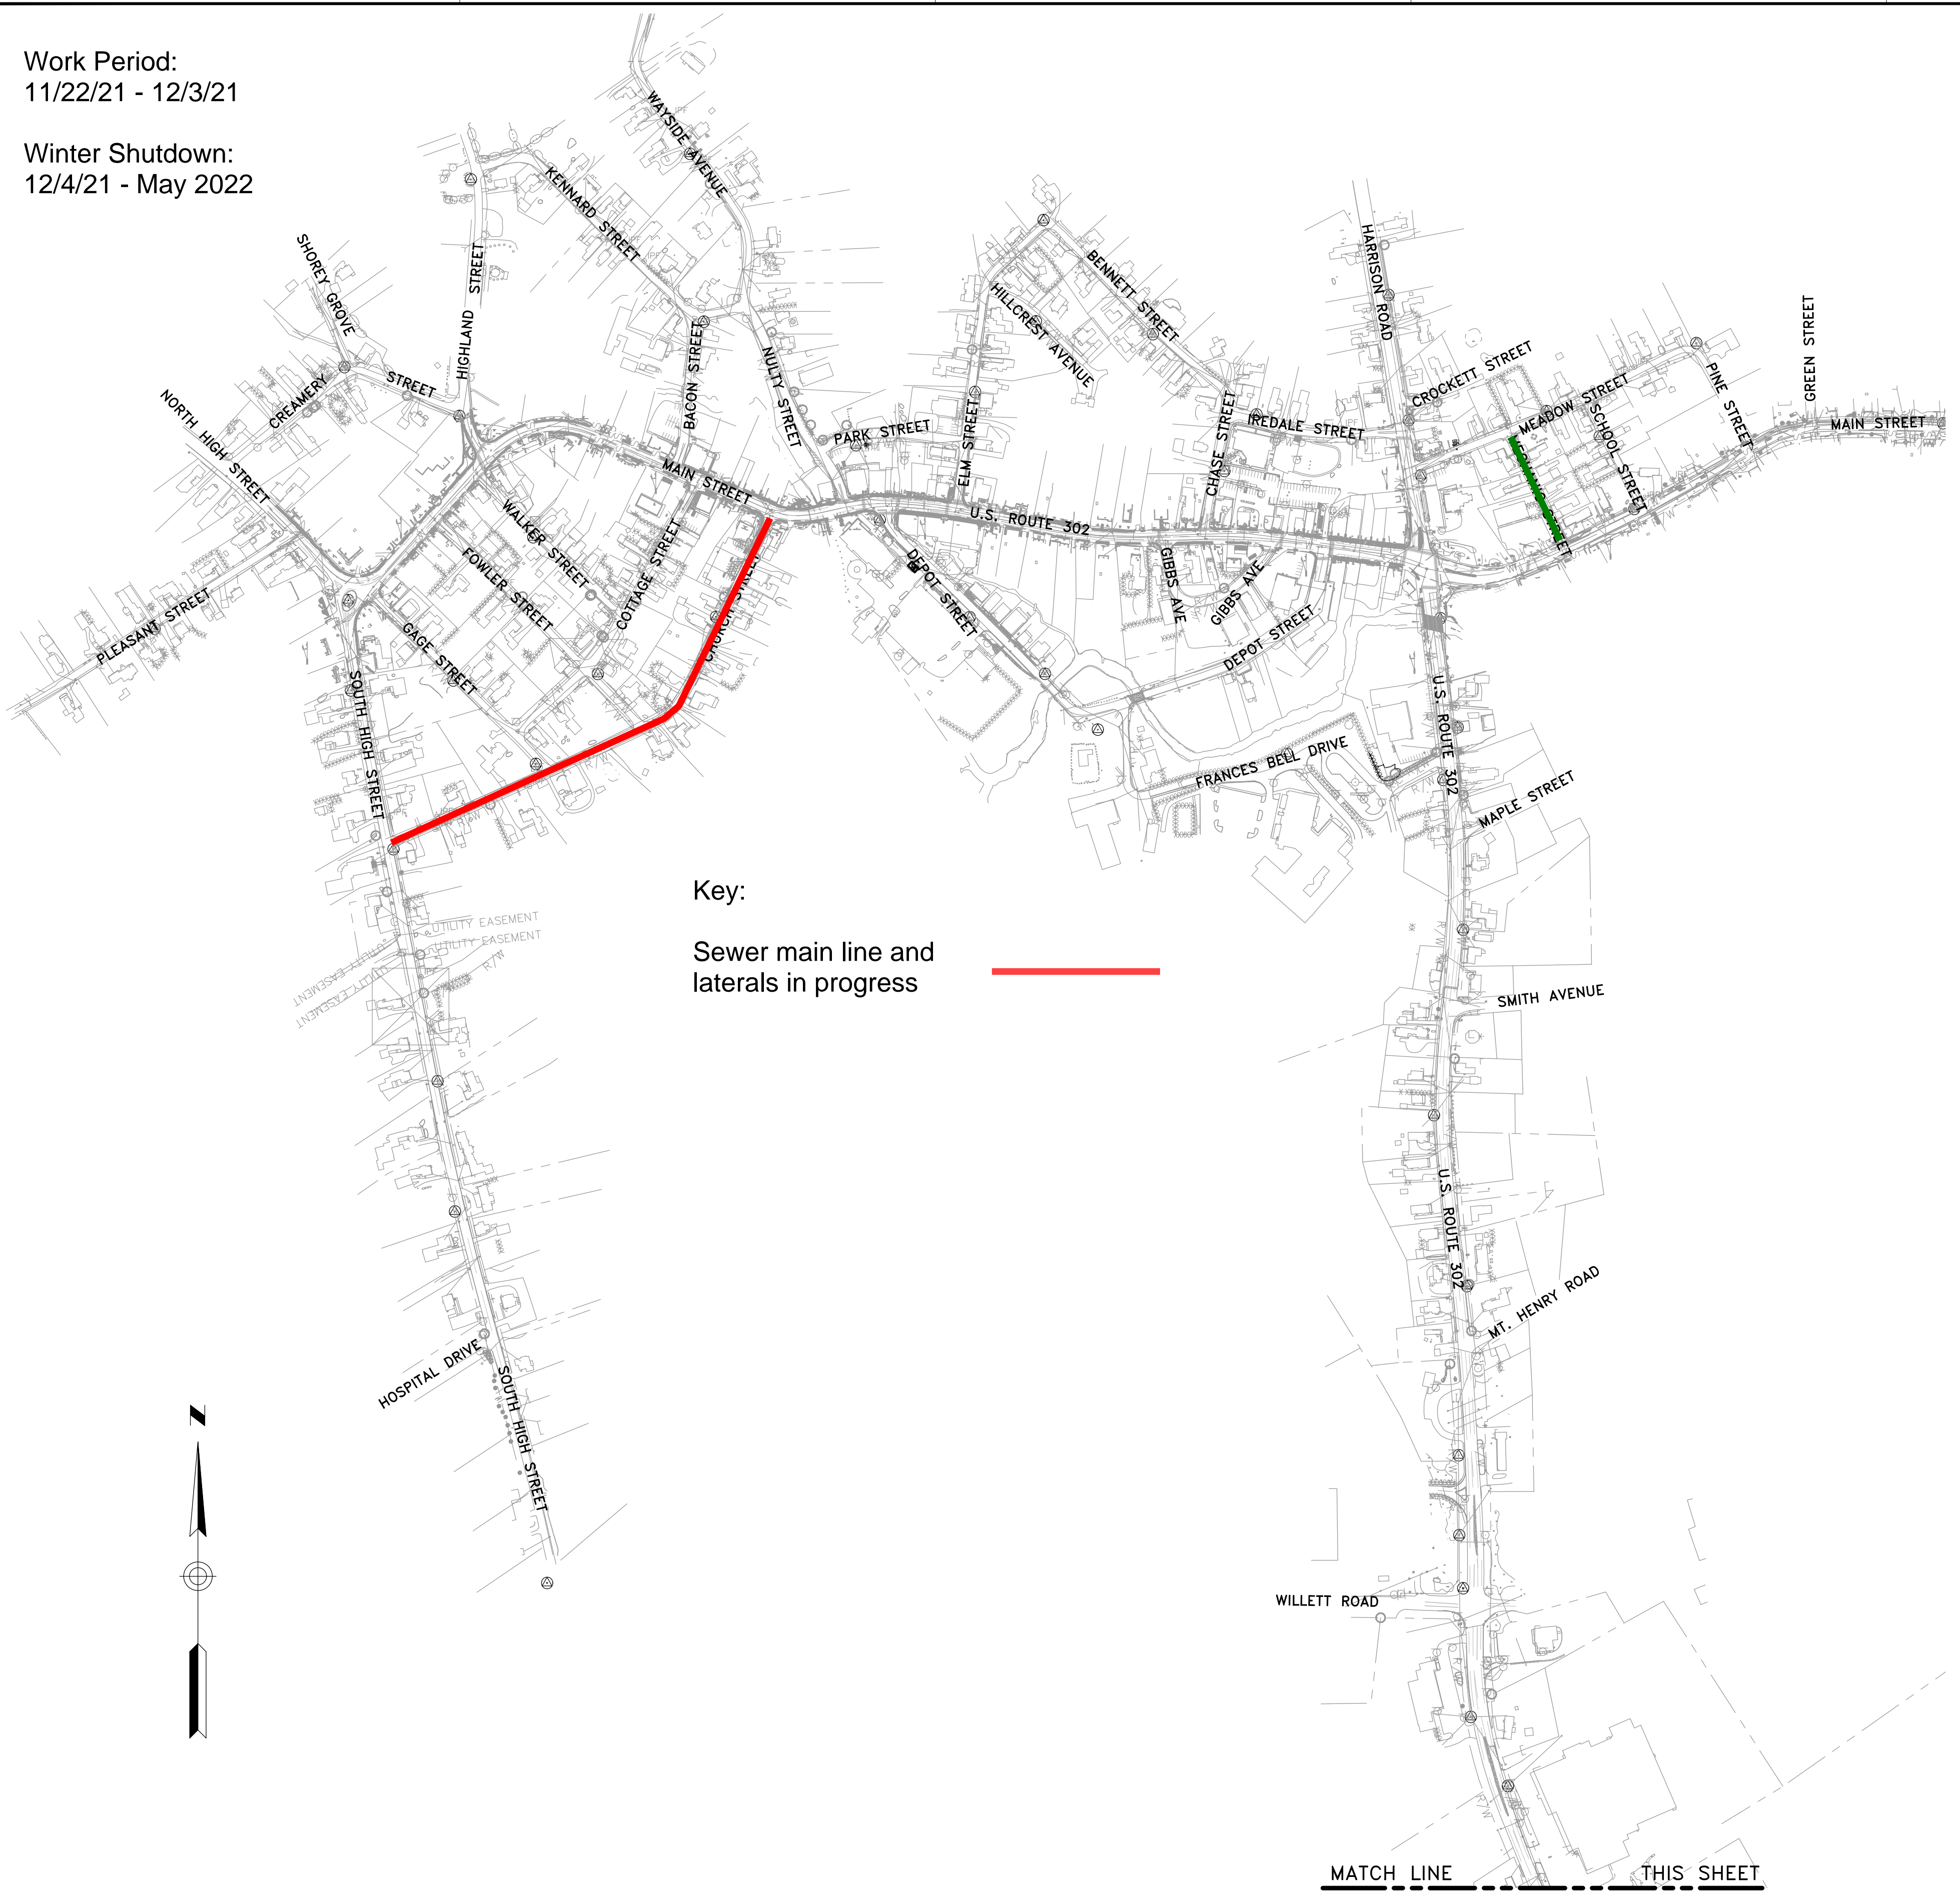 Work Period:
11/22/21 - 12/3/21
Winter Shutdown:
12/4/21 - May 2022
WAYSIDE AVENUE
KENNARD STREET
SHOREY GROVE
HIGHLAND STREET
CREAMERY STREET
NORTH HIGH STREET
BACON STREET
NULTY STREET
PARK STREET
ELM STREET
HILLCREST AVENUE
BENNETT STREET
CHASE STREET
IREDALE STREET
HARRISON ROAD
CROCKETT STREET
MEADOW STREET
SCHOOL STREET
PINE STREET
GREEN STREET
MAIN STREET
MAIN STREET
U.S. ROUTE 302
WALKER STREET
FOWLER STREET
COTTAGE STREET
CHURCH STREET
GAGE STREET
PLEASANT STREET
SOUTH HIGH STREET
DEPOT STREET
GIBBS AVE
GIBBS AVE
DEPOT STREET
FRANCES BELL DRIVE
U.S. ROUTE 302
MAPLE STREET
Key:
Sewer main line and
laterals in progress
UTILITY EASEMENT
UTILITY EASEMENT
R/W
UTILITY EASEMENT
UTILITY EASEMENT
SMITH AVENUE
U.S. ROUTE 302
MT. HENRY ROAD
HOSPITAL DRIVE
SOUTH HIGH STREET
N
WILLETT ROAD
R/W
MATCH LINE THIS SHEET